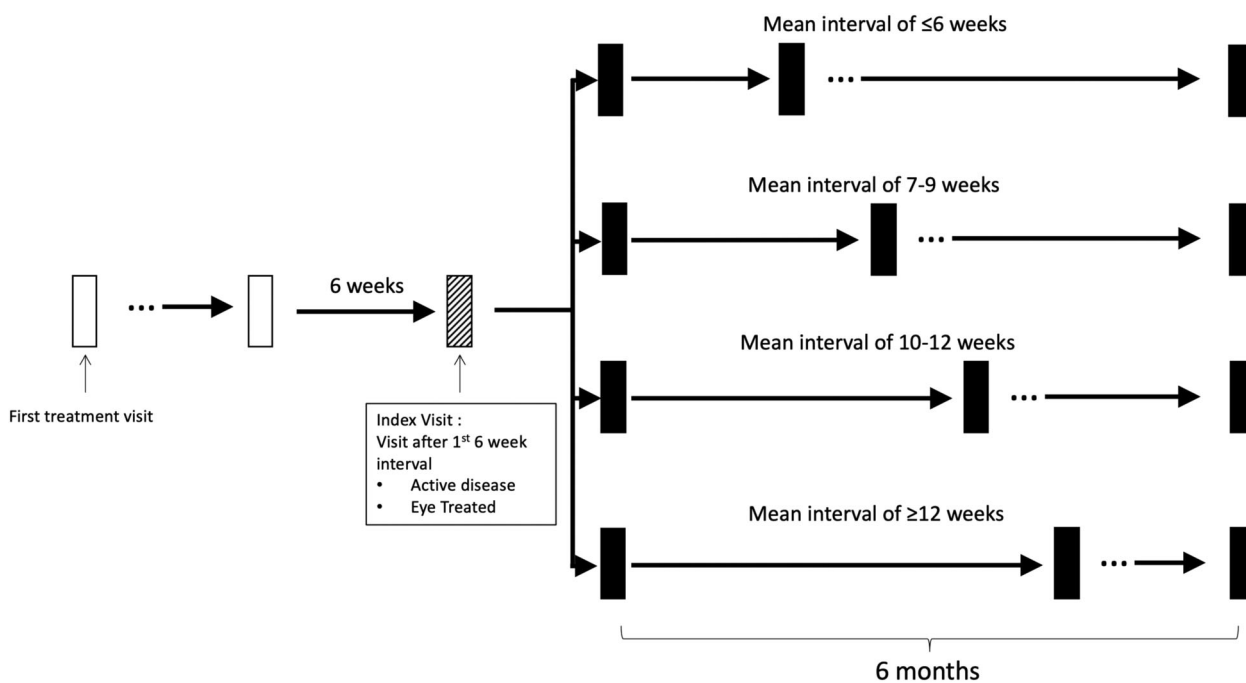 Mean interval of ≤6 weeks
Mean interval of 7-9 weeks
6 weeks
First treatment visit
Index Visit :
Visit after 1st 6 week
interval
• Active disease
• Eye Treated
Mean interval of 10-12 weeks
Mean interval of ≥12 weeks
6 months